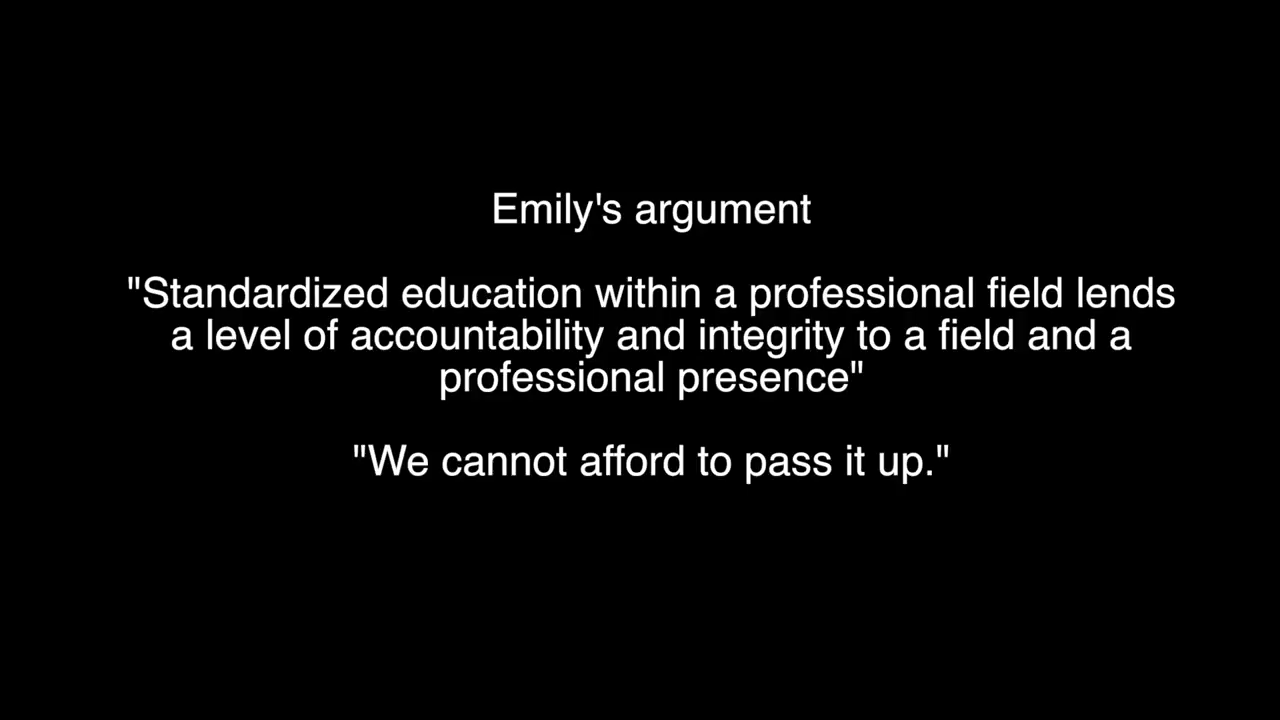 Emily's argument
"Standardized education within a professional field lends
a level of accountability and integrity to a field and a
professional presence"
"We cannot afford to pass it up."